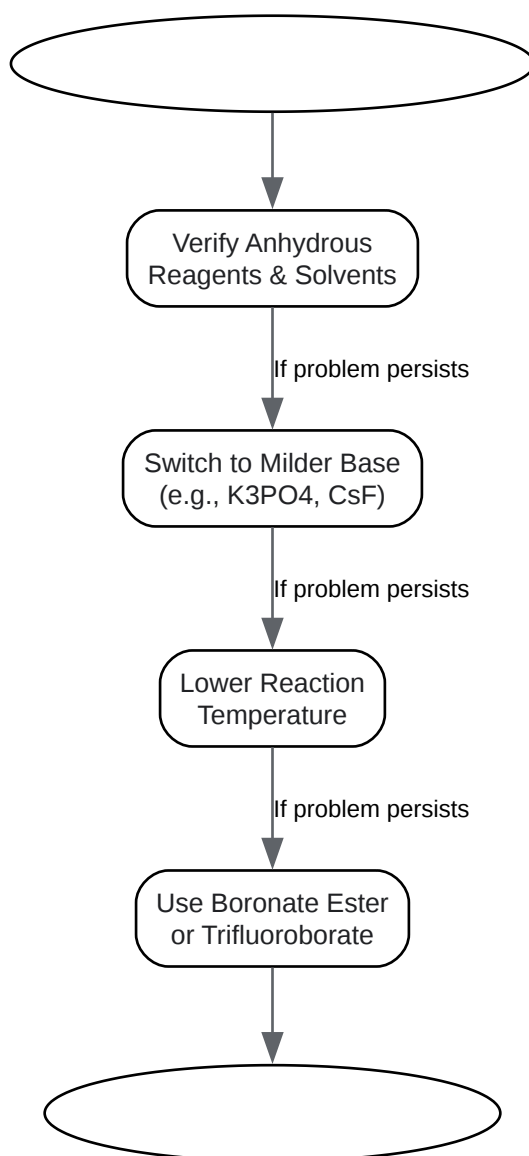 Verify Anhydrous
Reagents & Solvents
If problem persists
Switch to Milder Base
(e.g., K3PO4, CsF)
If problem persists
Lower Reaction
Temperature
If problem persists
Use Boronate Ester
or Trifluoroborate